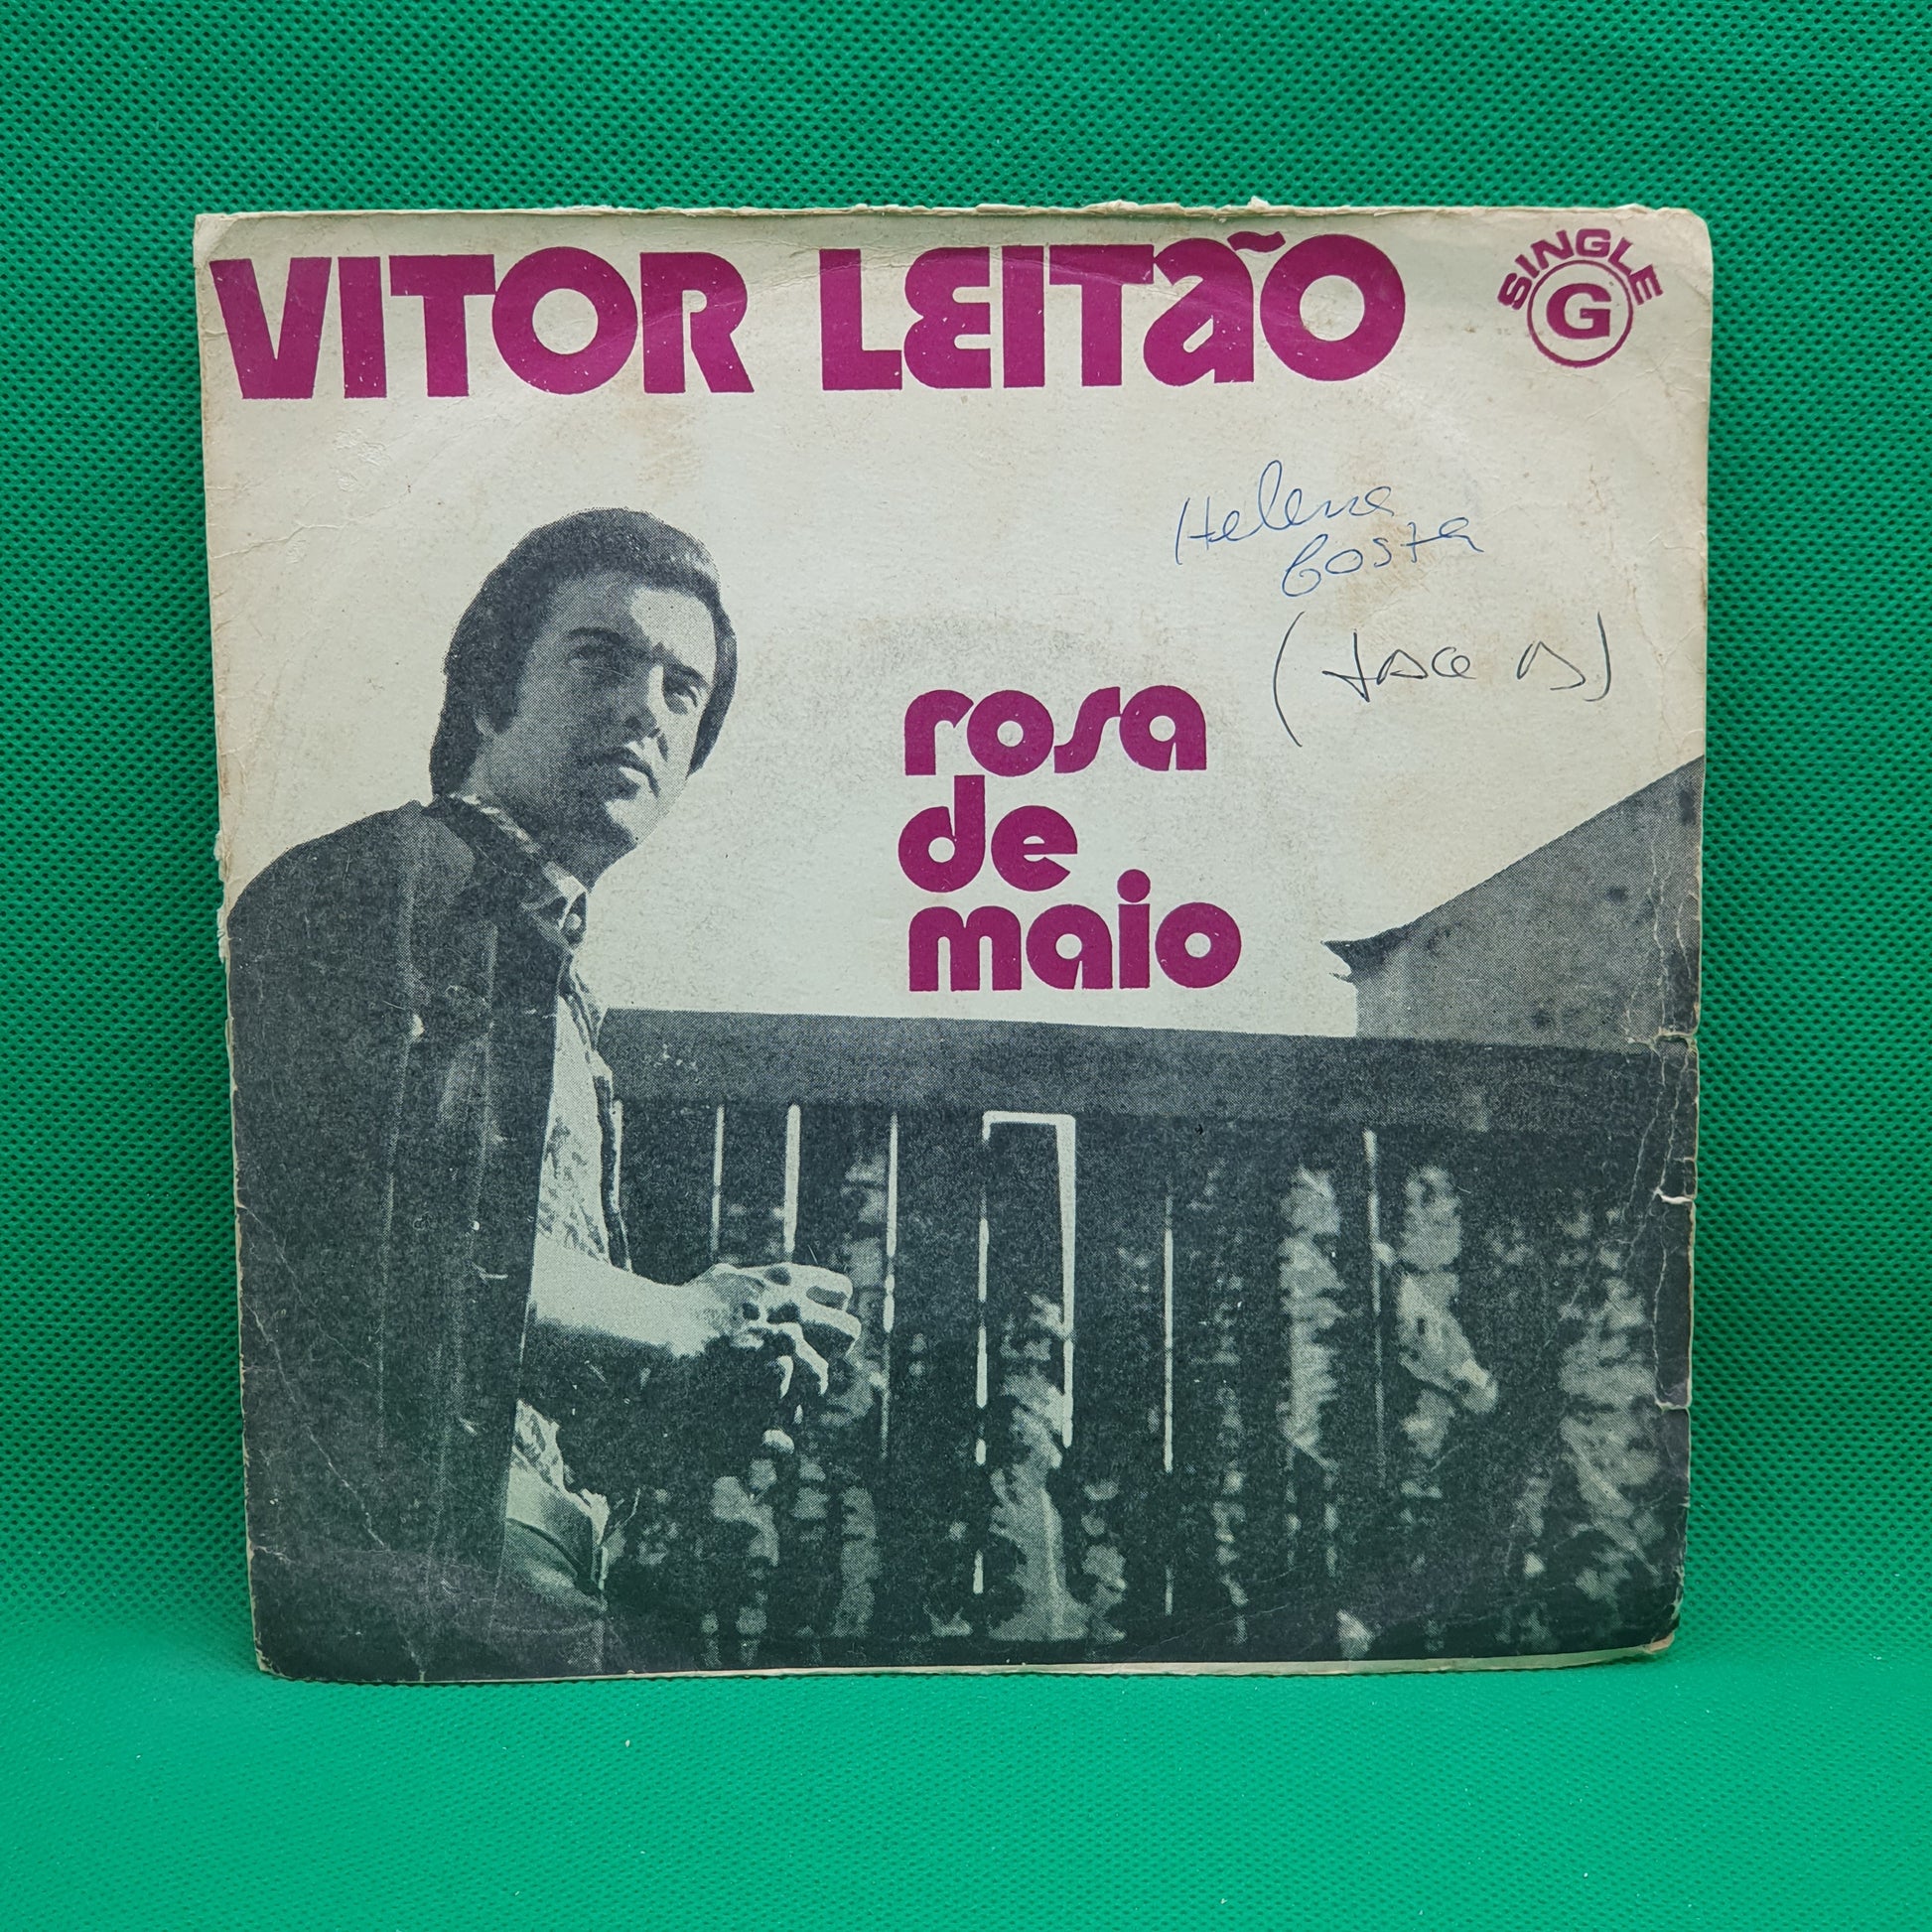 VITOR LEITÃO
SINGLE
G
Helena
Costa
rosa
de
maio